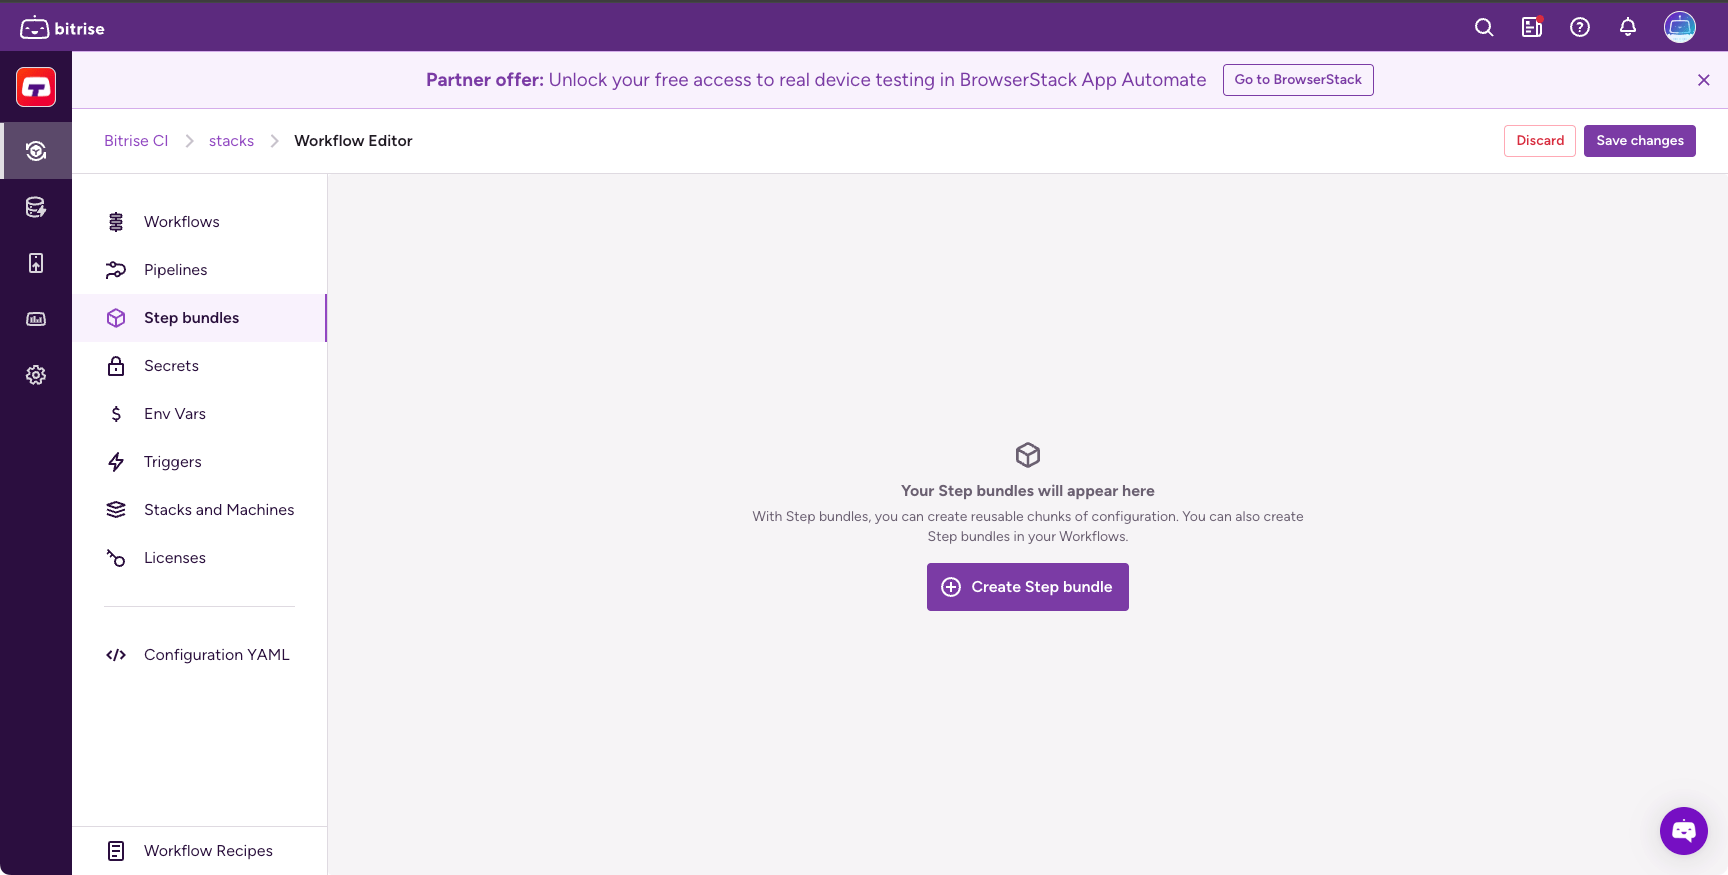 bitrise
Partner offer: Unlock your free access to real device testing in BrowserStack App Automate
Go to BrowserStack
Bitrise CI
stacks
Workflow Editor
Discard
Save changes
Workflows
Pipelines
Step bundles
Secrets
Env Vars
Triggers
Stacks and Machines
Licenses
Configuration YAML
Workflow Recipes
Your Step bundles will appear here
With Step bundles, you can create reusable chunks of configuration. You can also create
Step bundles in your Workflows.
Create Step bundle